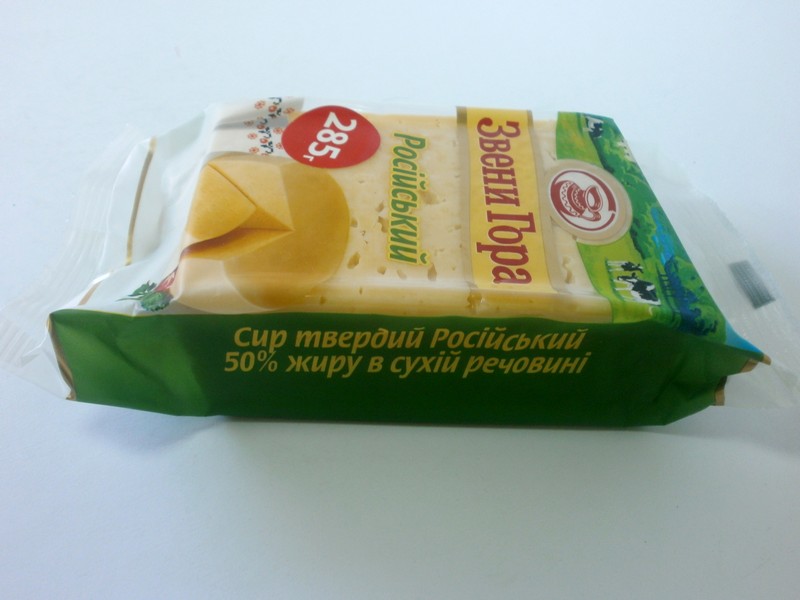 Звени Гора
Російський
285г
Сир твердий Російський
50% жиру в сухій речовині